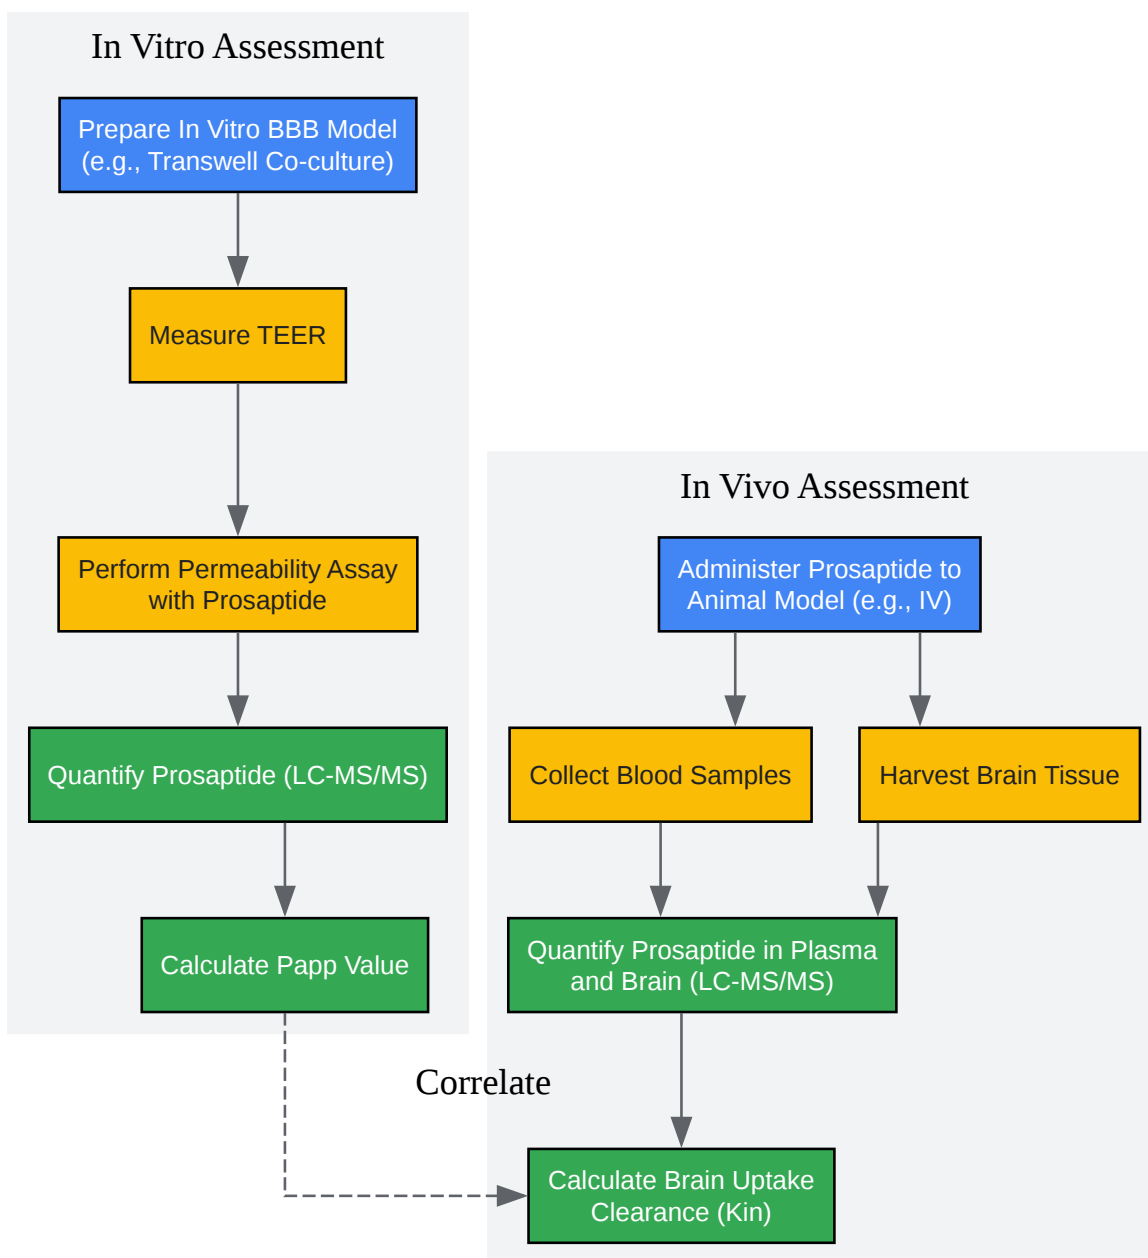 In Vitro Assessment
Prepare In Vitro BBB Model
(e.g., Transwell Co-culture)
Measure TEER
Perform Permeability Assay
with Prosaptide
Quantify Prosaptide (LC-MS/MS)
Calculate Papp Value
In Vivo Assessment
Administer Prosaptide to
Animal Model (e.g., IV)
Collect Blood Samples
Harvest Brain Tissue
Quantify Prosaptide in Plasma
and Brain (LC-MS/MS)
Correlate
Calculate Brain Uptake
Clearance (Kin)